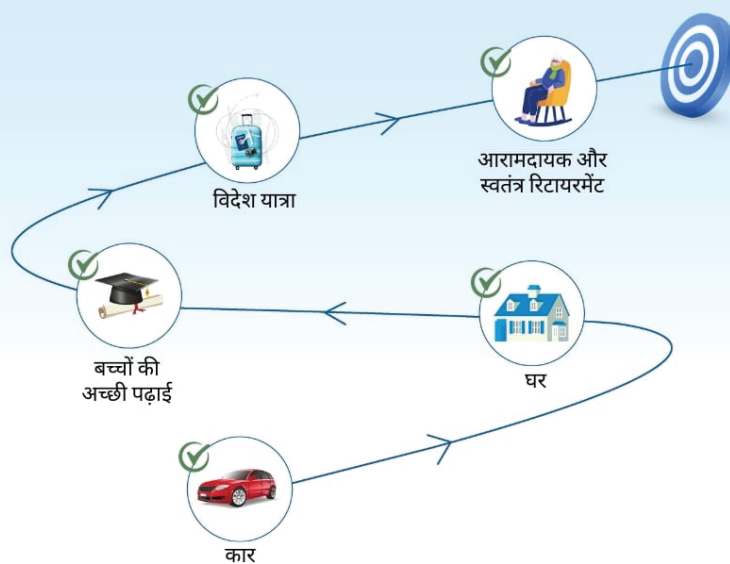 विदेश यात्रा
आरामदायक और
स्वतंत्र रिटायरमेंट
बच्चों की
अच्छी पढ़ाई
घर
कार